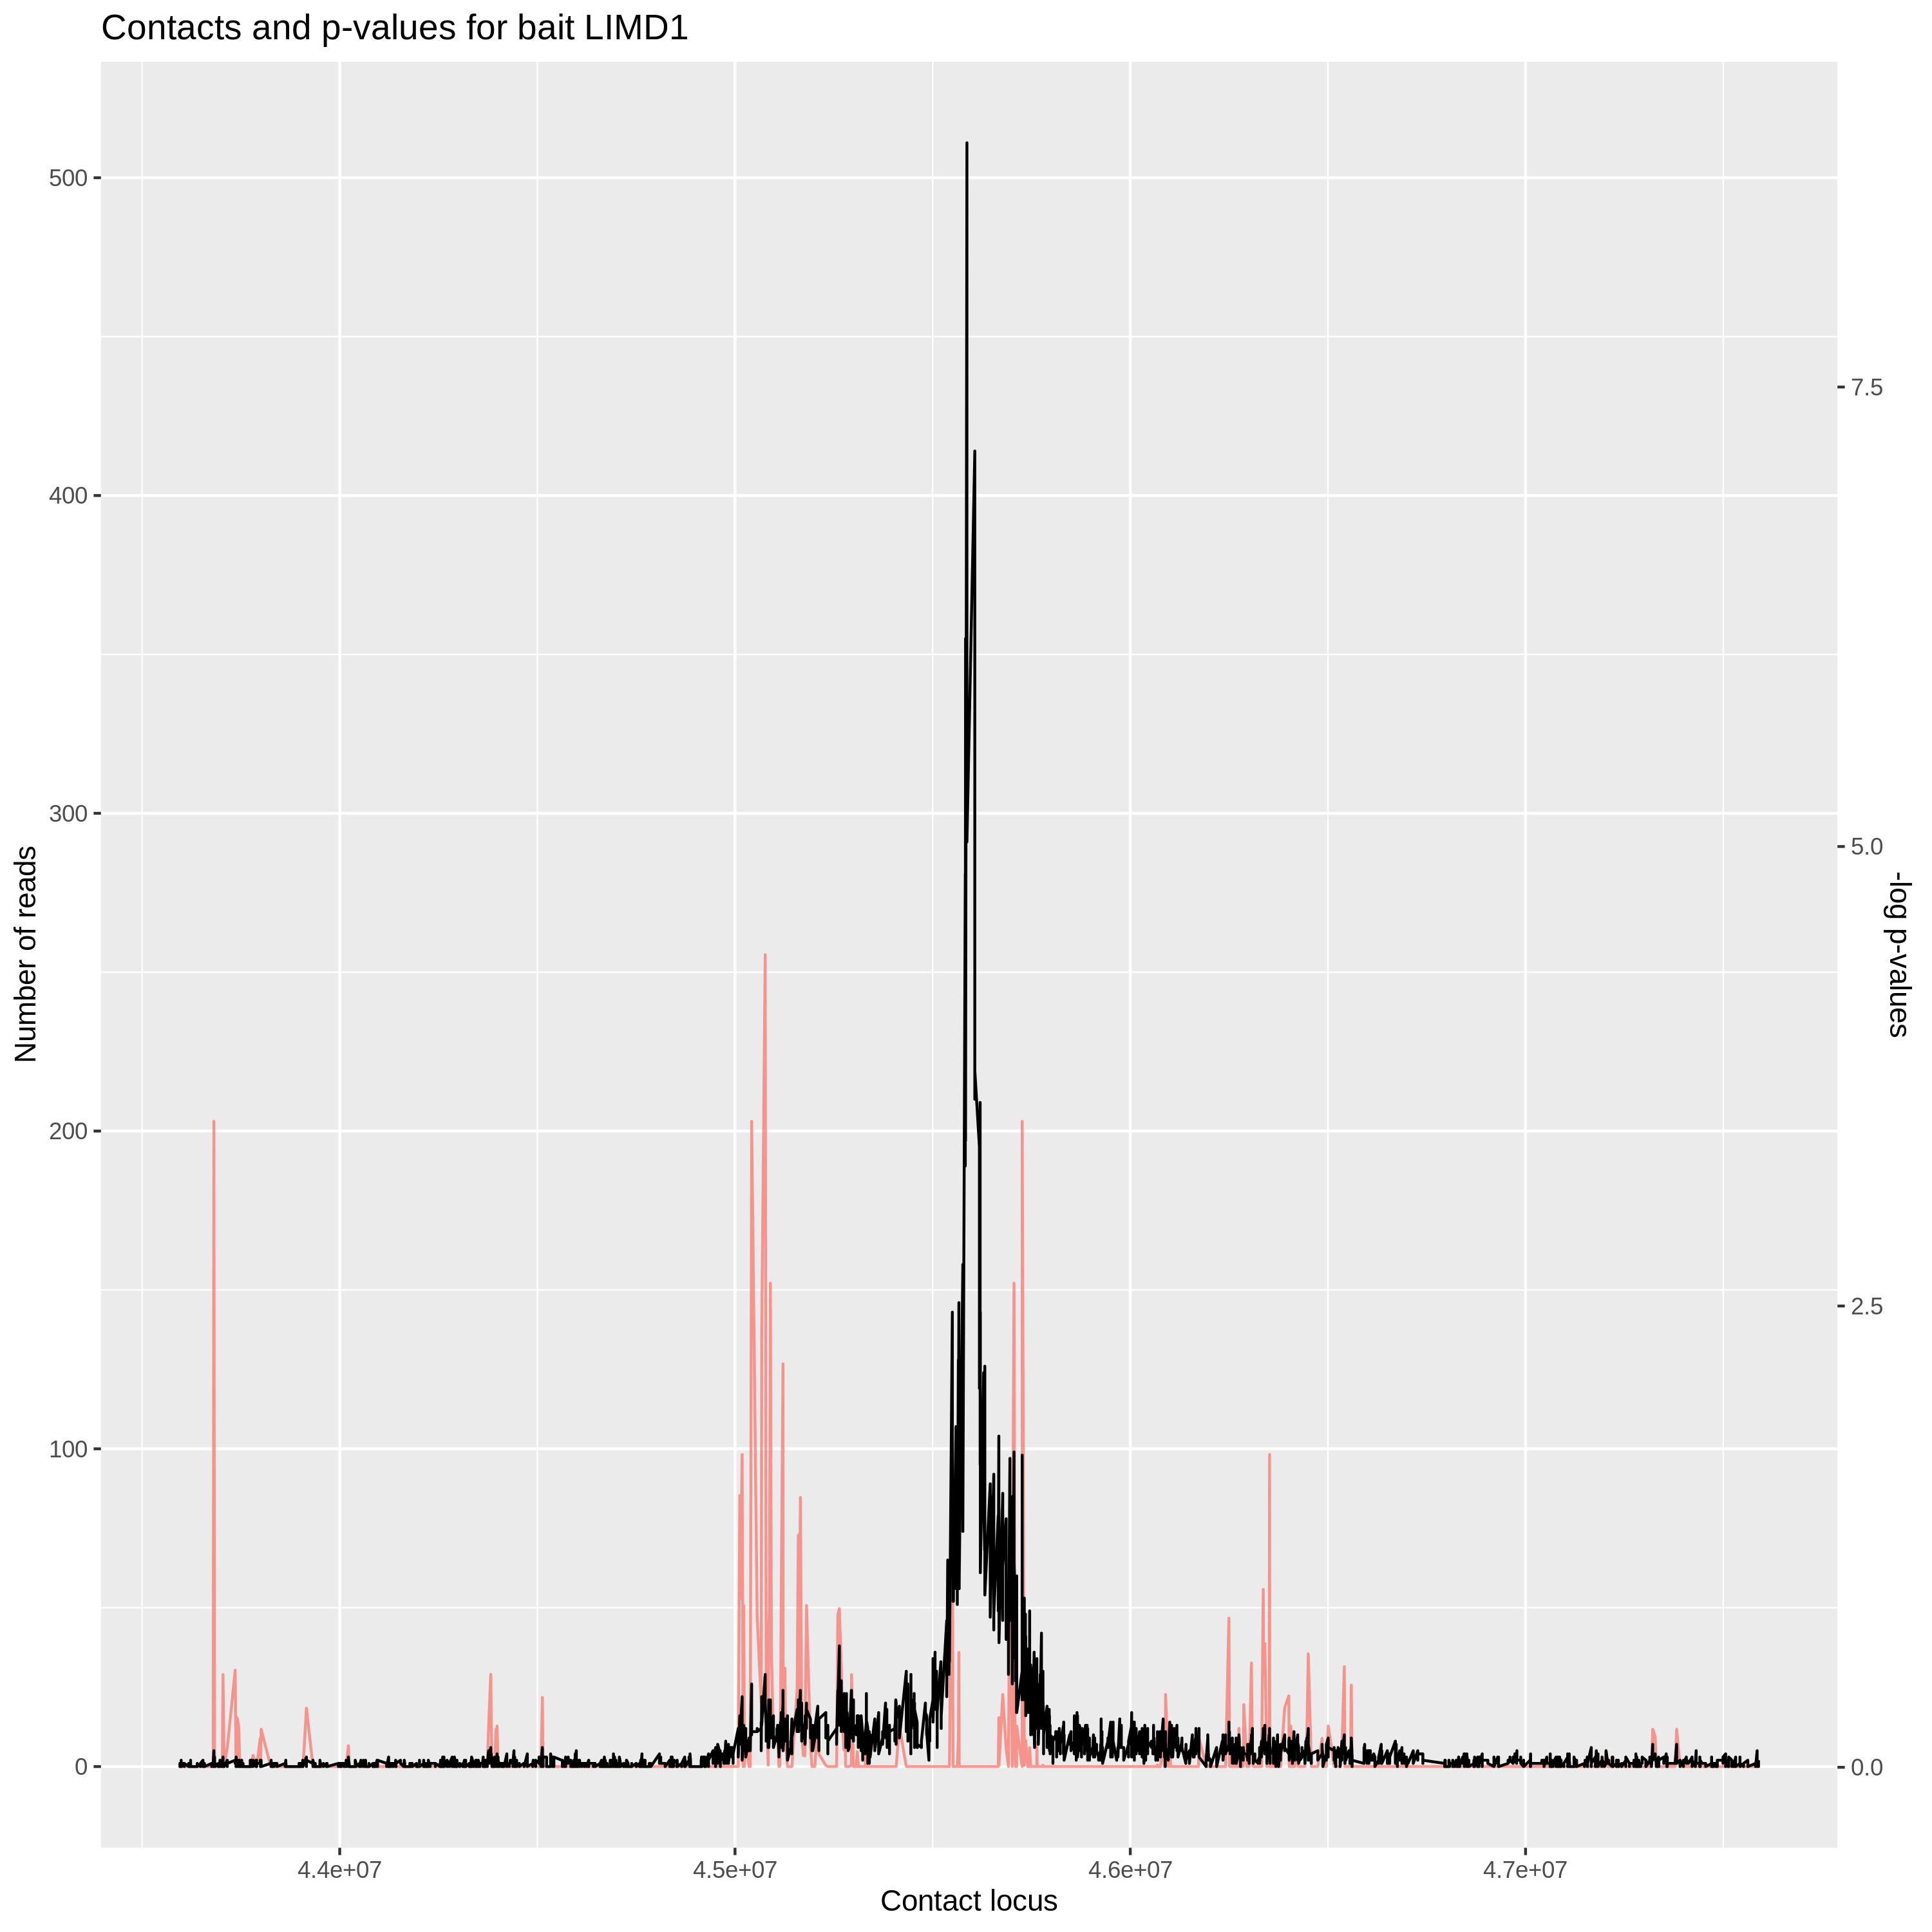 Contacts and p-values for bait LIMD1
500
400
300
200
100
0
Number of reads
7.5
5.0
2.5
0.0
-log p-values
4.4e+07 4.5e+07 4.6e+07 4.7e+07
Contact locus